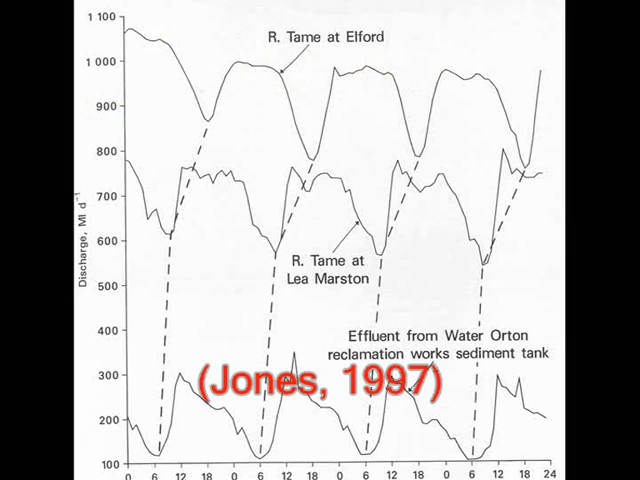 1 100
R. Tame at Elford
1 000
900
800
700
Discharge, Ml d⁻¹
600
R. Tame at
Lea Marston
500
400
Effluent from Water Orton
reclamation works sediment tank
300
(Jones, 1997)
200
100
0 6 12 18 0 6 12 18 0 6 12 18 0 6 12 18 24